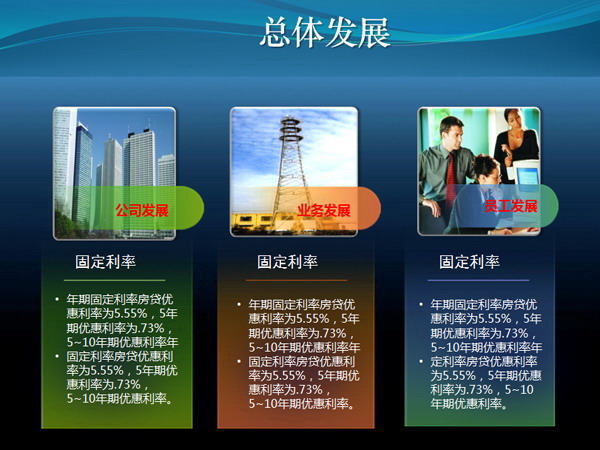 总体发展
公司发展
业务发展
员工发展
固定利率
• 年期固定利率房贷优
惠利率为5.55%，5年
期优惠利率为.73%，
5~10年期优惠利率年
• 固定利率房贷优惠利
率为5.55%，5年期优
惠利率为.73%，
5~10年期优惠利率。
固定利率
• 年期固定利率房贷优
惠利率为5.55%，5年
期优惠利率为.73%，
5~10年期优惠利率年
• 固定利率房贷优惠利
率为5.55%，5年期优
惠利率为.73%，
5~10年期优惠利率。
固定利率
• 年期固定利率房贷优
惠利率为5.55%，5年
期优惠利率为.73%，
5~10年期优惠利率年
• 定利率房贷优惠利率
为5.55%，5年期优惠
利率为.73%，5~10
年期优惠利率。